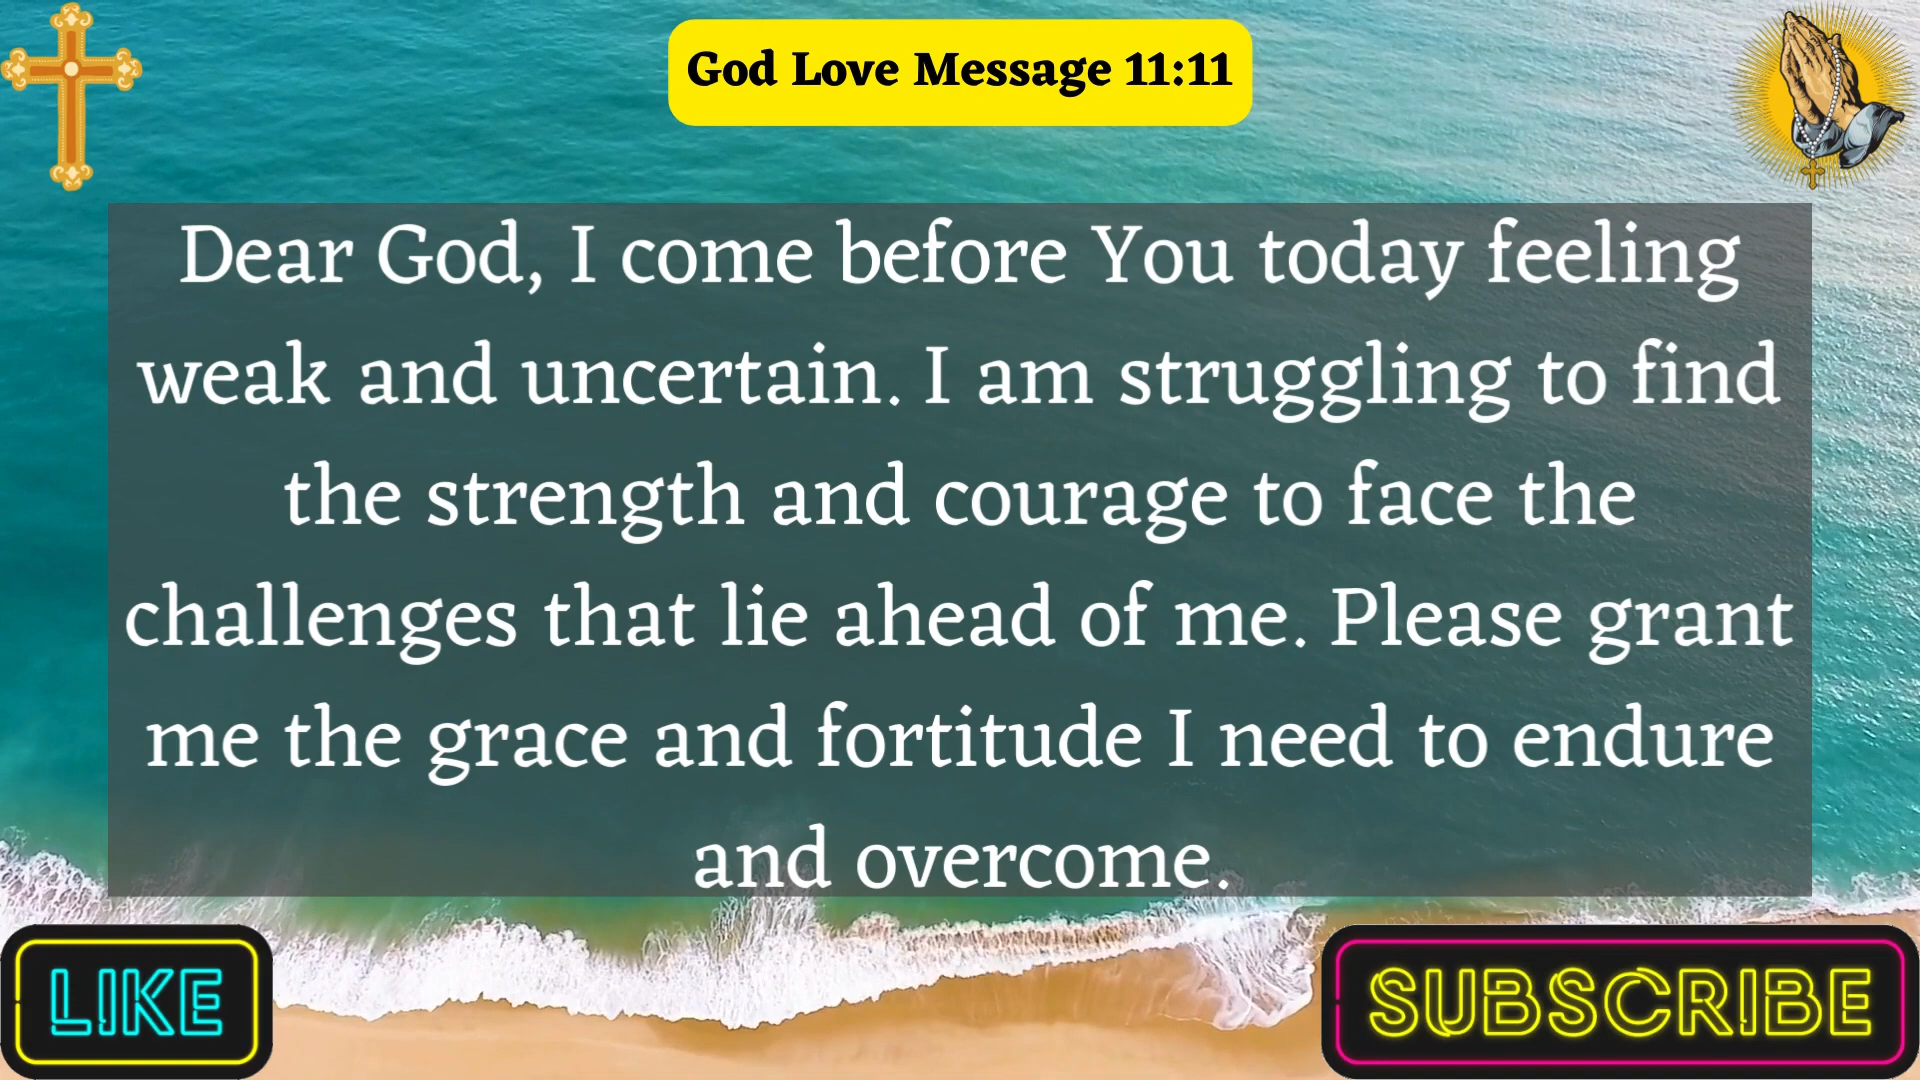 God Love Message 11:11
Dear God, I come before You today feeling
weak and uncertain. I am struggling to find
the strength and courage to face the
challenges that lie ahead of me. Please grant
me the grace and fortitude I need to endure
and overcome.
LIKE
SUBSCRIBE